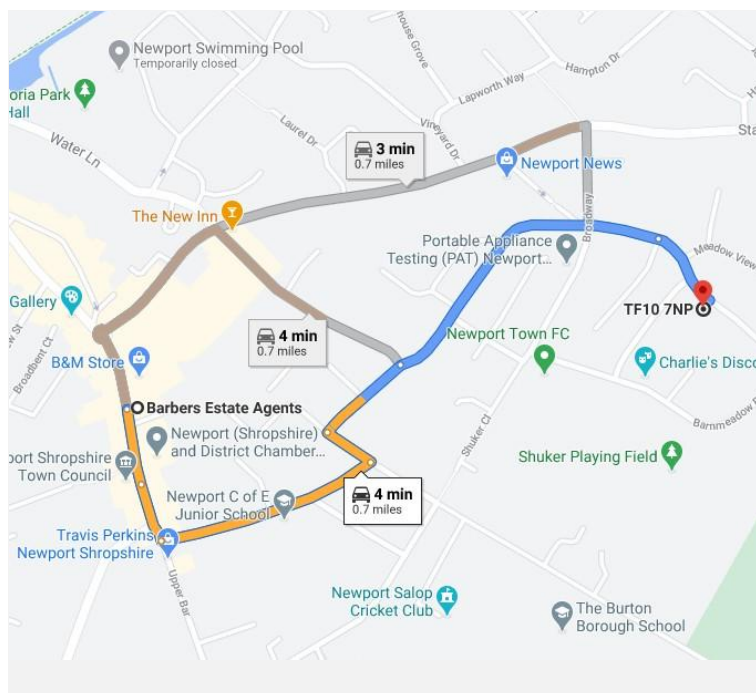 Newport Swimming Pool
Temporarily closed
oria Park
Hall
Water Ln
Laurel Dr
Vineyard Dr
Lapworth Way
house Grove
Hampton Dr
Sta
3 min
0.7 miles
Newport News
The New Inn
Portable Appliance
Testing (PAT) Newport...
Broadway
Meadow View
TF10 7NP
Gallery
4 min
0.7 miles
Newport Town FC
Charlie's Disco
B&M Store
Broadbent Ct
Barbers Estate Agents
Newport (Shropshire)
and District Chamber...
Shuker Cl
Barnmeadow
Shuker Playing Field
port Shropshire
Town Council
Newport C of E
Junior School
4 min
0.7 miles
Travis Perkins
Newport Shropshire
Upper Bar
Newport Salop
Cricket Club
The Burton
Borough School